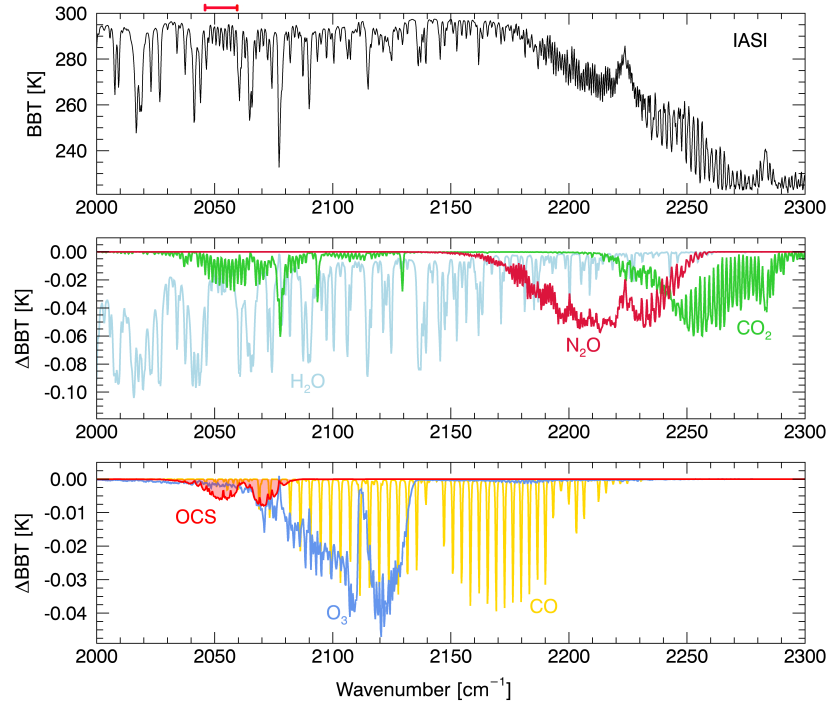 300
280
260
240
BBT [K]
IASI
2000 2050 2100 2150 2200 2250 2300
0.00
-0.02
-0.04
-0.06
-0.08
-0.10
ΔBBT [K]
H₂O
N₂O
CO₂
2000 2050 2100 2150 2200 2250 2300
0.00
-0.01
-0.02
-0.03
-0.04
ΔBBT [K]
OCS
O₃
CO
2000 2050 2100 2150 2200 2250 2300
Wavenumber [cm⁻¹]